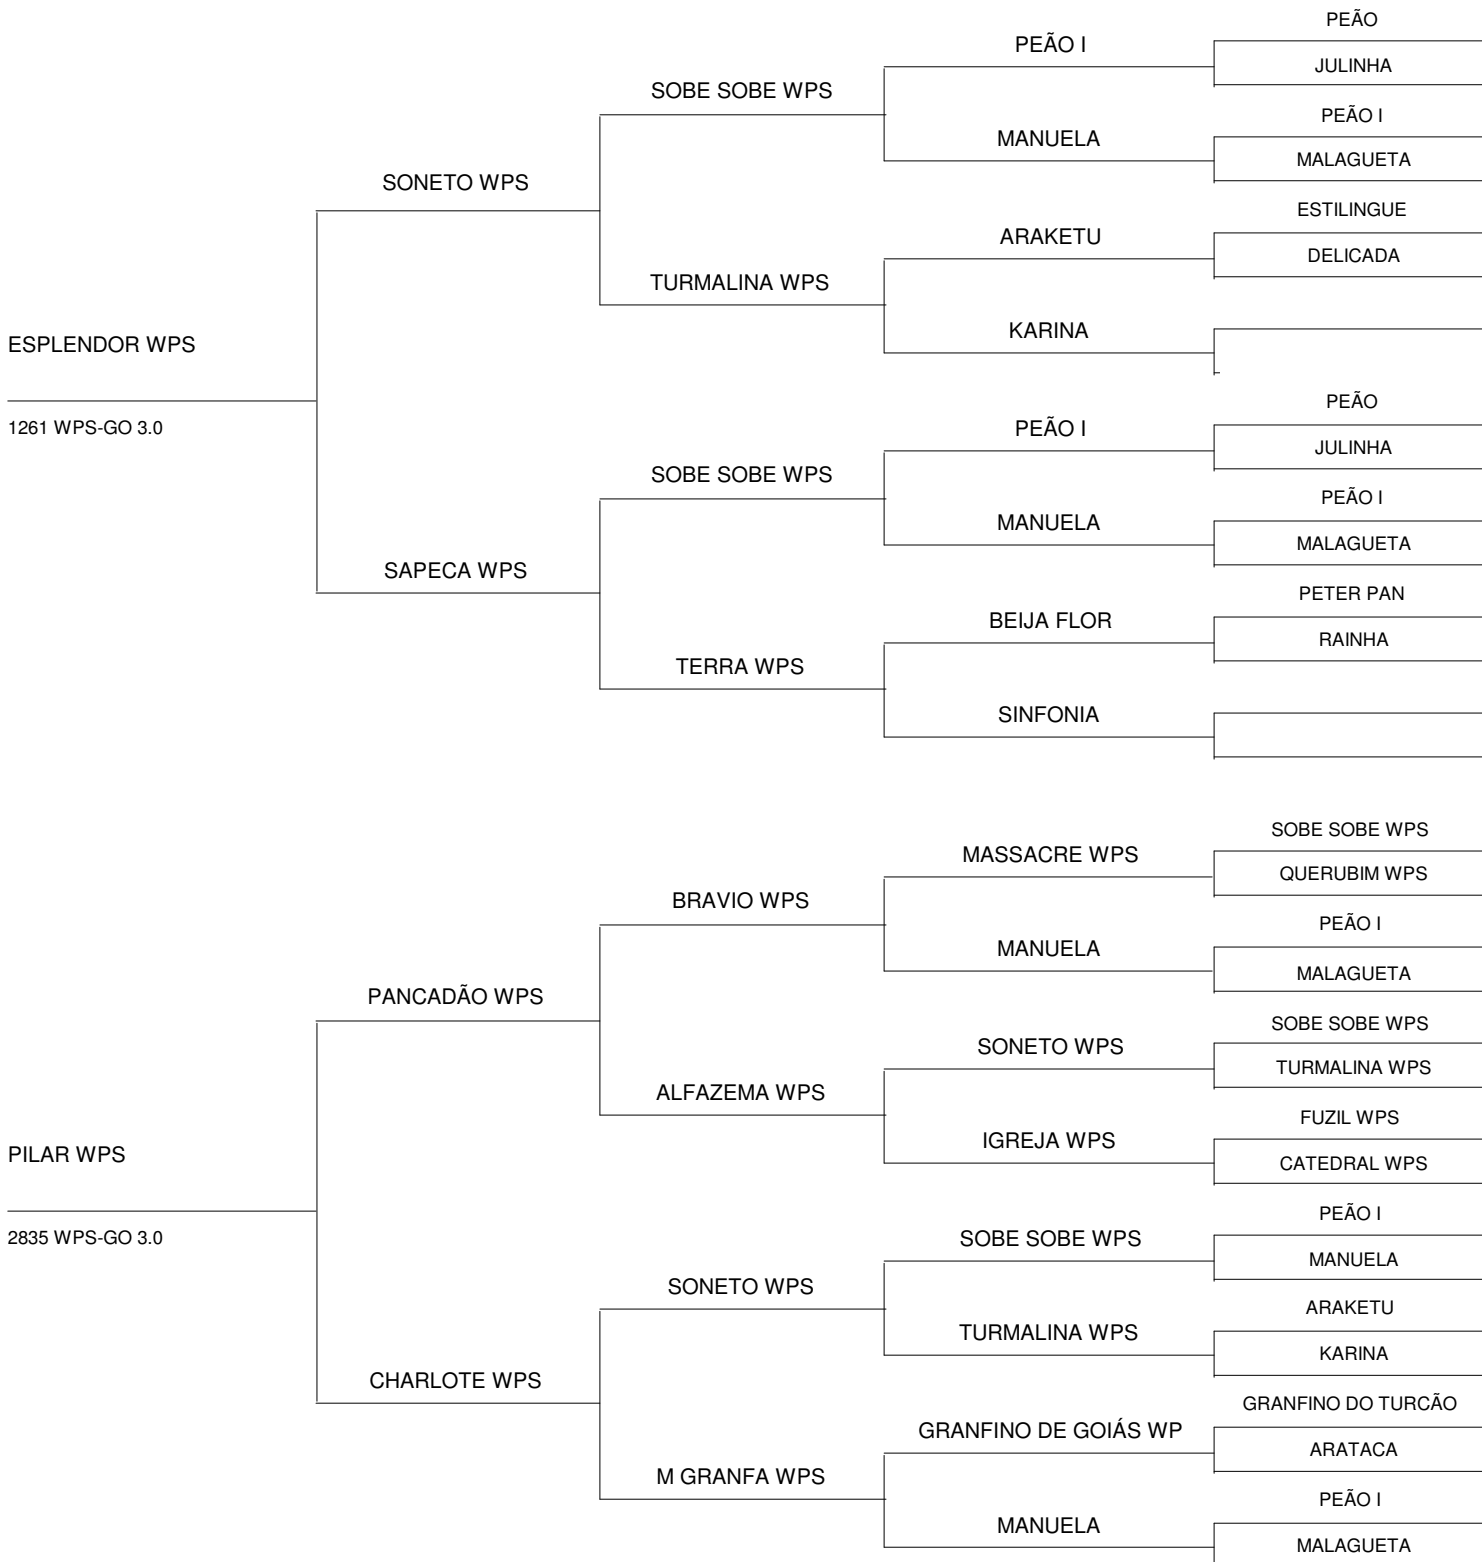 PEÃO
PEÃO I
JULINHA
SOBE SOBE WPS
PEÃO I
MANUELA
MALAGUETA
SONETO WPS
ESTILINGUE
ARAKETU
DELICADA
TURMALINA WPS
KARINA
ESPLENDOR WPS
1261 WPS-GO 3.0
PEÃO
PEÃO I
JULINHA
SOBE SOBE WPS
PEÃO I
MANUELA
MALAGUETA
SAPECA WPS
PETER PAN
BEIJA FLOR
RAINHA
TERRA WPS
SINFONIA
SOBE SOBE WPS
MASSACRE WPS
QUERUBIM WPS
BRAVIO WPS
PEÃO I
MANUELA
MALAGUETA
PANCADÃO WPS
SOBE SOBE WPS
SONETO WPS
TURMALINA WPS
ALFAZEMA WPS
FUZIL WPS
IGREJA WPS
CATEDRAL WPS
PILAR WPS
2835 WPS-GO 3.0
PEÃO I
SOBE SOBE WPS
MANUELA
SONETO WPS
ARAKETU
TURMALINA WPS
KARINA
CHARLOTE WPS
GRANFINO DO TURCÃO
GRANFINO DE GOIÁS WP
ARATACA
M GRANFA WPS
PEÃO I
MANUELA
MALAGUETA